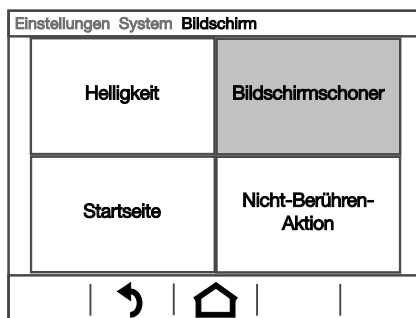 Einstellungen System Bildschirm
Helligkeit
Bildschirmschoner
Startseite
Nicht-Berühren-
Aktion